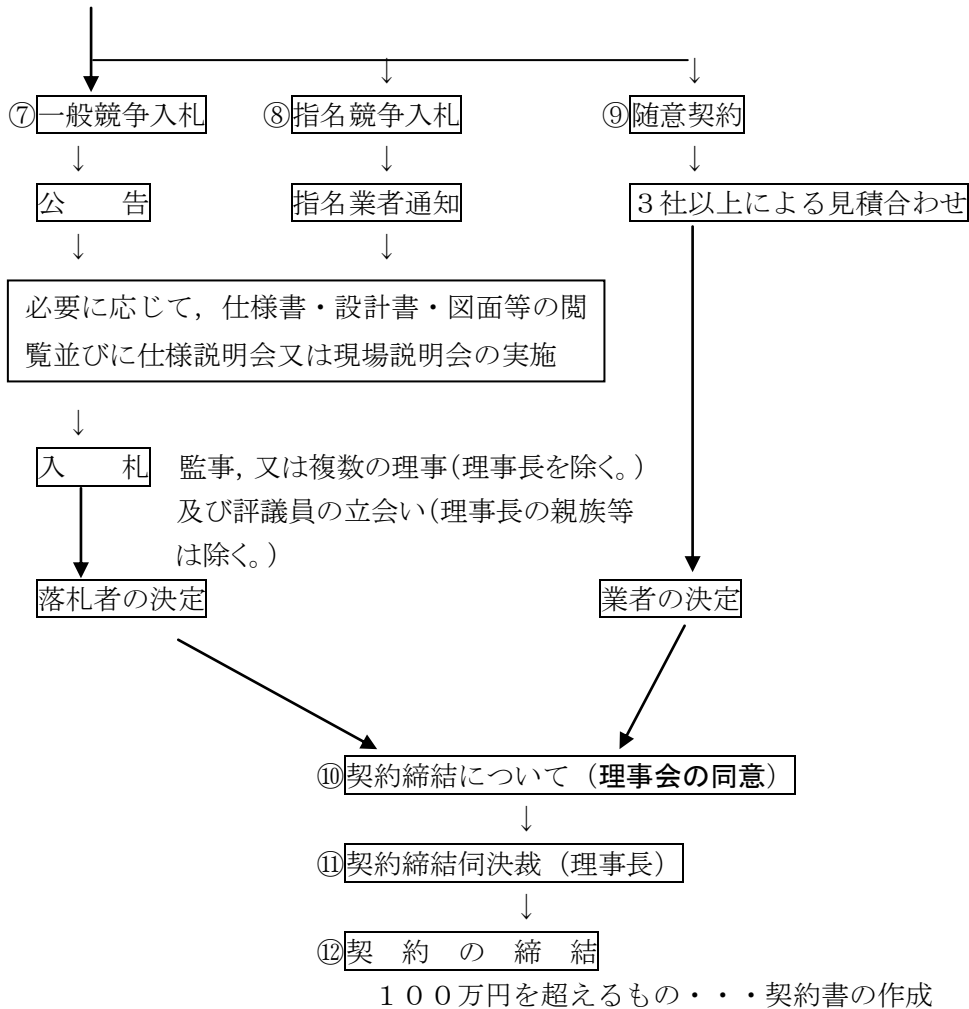 ⑦一般競争入札 ⑧指名競争入札 ⑨随意契約
↓ ↓ ↓
公　　告 指名業者通知 ３社以上による見積合わせ
↓ ↓
必要に応じて，仕様書・設計書・図面等の閲
覧並びに仕様説明会又は現場説明会の実施
↓
入　　札 監事，又は複数の理事（理事長を除く。）
及び評議員の立会い（理事長の親族等
は除く。）
落札者の決定 業者の決定
⑩契約締結について（理事会の同意）
↓
⑪契約締結伺決裁（理事長）
↓
⑫契　約　の　締　結
１００万円を超えるもの・・・契約書の作成